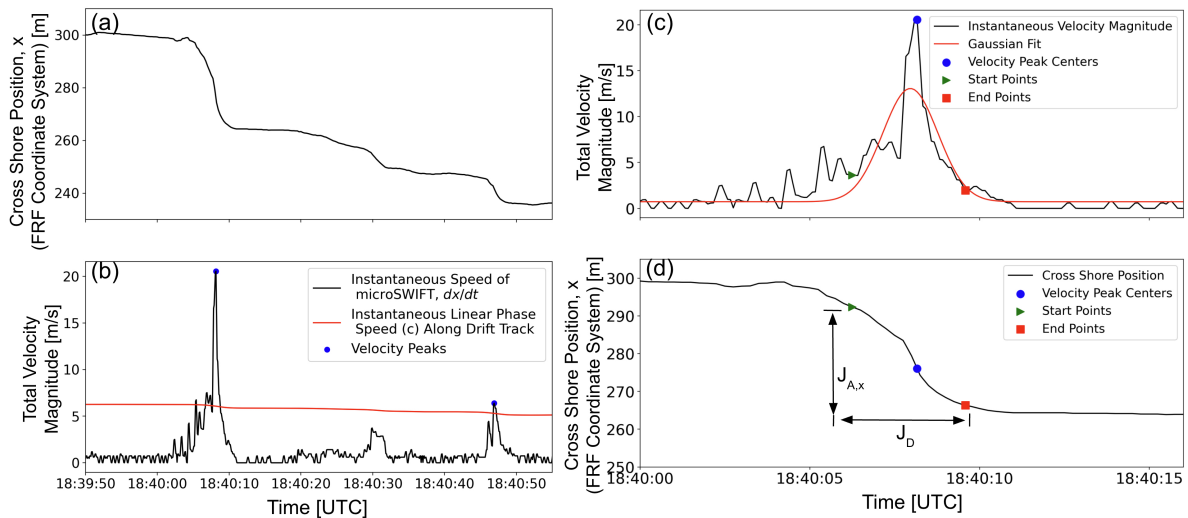 (a)
Cross Shore Position, x
(FRF Coordinate System) [m]
300
280
260
240
(b)
Total Velocity
Magnitude [m/s]
20
15
10
5
0
Instantaneous Speed of
microSWIFT, dx/dt
Instantaneous Linear Phase
Speed (c) Along Drift Track
Velocity Peaks
18:39:50 18:40:00 18:40:10 18:40:20 18:40:30 18:40:40 18:40:50
Time [UTC]
(c)
Total Velocity
Magnitude [m/s]
20
15
10
5
0
Instantaneous Velocity Magnitude
Gaussian Fit
Velocity Peak Centers
Start Points
End Points
(d)
Cross Shore Position, x
(FRF Coordinate System) [m]
300
290
280
270
260
250
Cross Shore Position
Velocity Peak Centers
Start Points
End Points
J_A,x
J_D
18:40:00 18:40:05 18:40:10 18:40:15
Time [UTC]